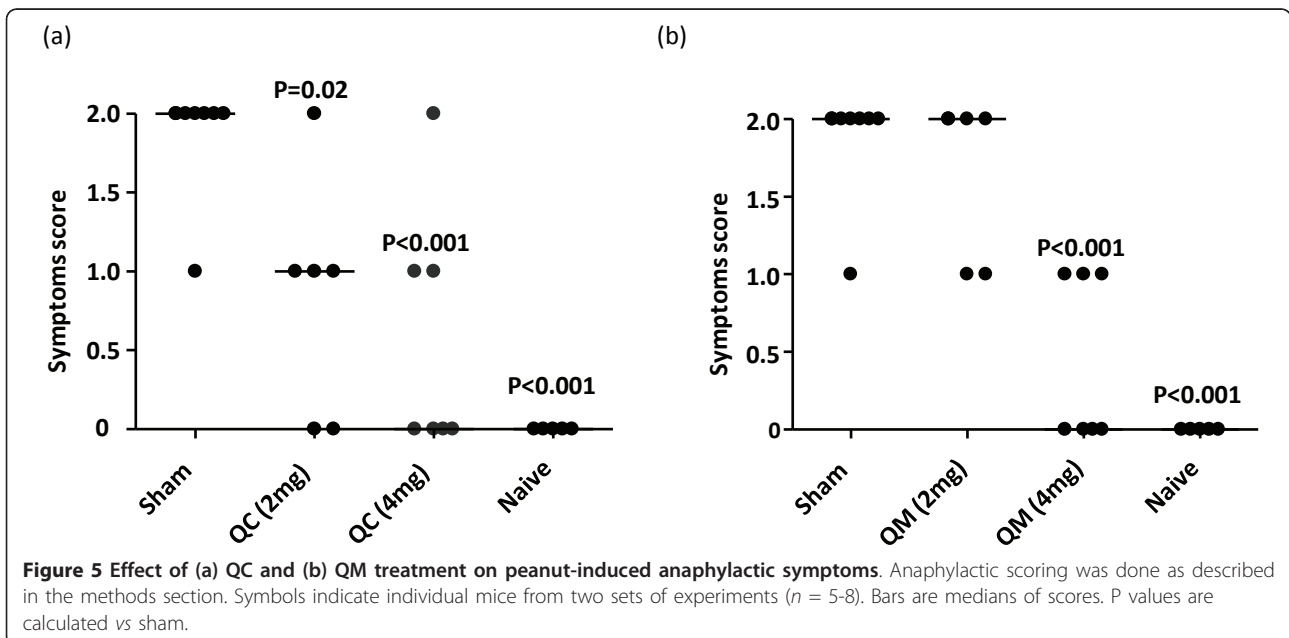 (a)
P=0.02
2.0
1.5
P<0.001
1.0
0.5
P<0.001
0
Symptoms score
Sham
QC (2mg)
QC (4mg)
Naive
(b)
2.0
1.5
P<0.001
1.0
0.5
P<0.001
0
Symptoms score
Sham
QM (2mg)
QM (4mg)
Naive
Figure 5 Effect of (a) QC and (b) QM treatment on peanut-induced anaphylactic symptoms. Anaphylactic scoring was done as described
in the methods section. Symbols indicate individual mice from two sets of experiments (n = 5-8). Bars are medians of scores. P values are
calculated vs sham.